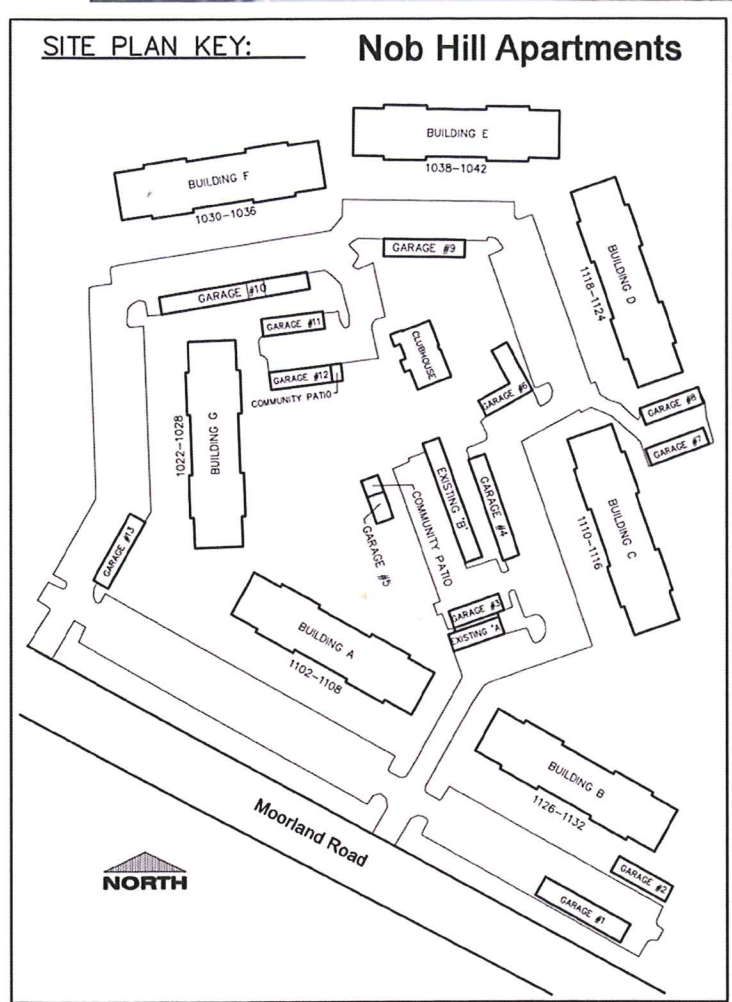 SITE PLAN KEY:
Nob Hill Apartments
BUILDING E
1038-1042
BUILDING F
1030-1036
GARAGE #9
BUILDING D
1118-1124
GARAGE #10
GARAGE #11
CLUBHOUSE
GARAGE #12
COMMUNITY PATIO
GARAGE #6
GARAGE #8
GARAGE #7
BUILDING G
1022-1028
EXISTING "B"
GARAGE #4
COMMUNITY PATIO
GARAGE #5
BUILDING C
1110-1116
GARAGE #13
GARAGE #3
EXISTING "A"
BUILDING A
1102-1108
BUILDING B
1126-1132
Moorland Road
NORTH
GARAGE #2
GARAGE #1